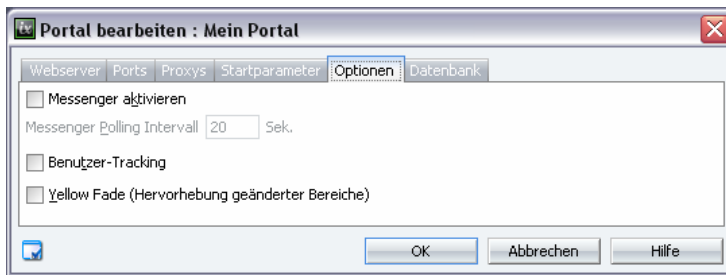 ix Portal bearbeiten : Mein Portal
Webserver Ports Proxys Startparameter Optionen Datenbank
Messenger aktivieren
Messenger Polling Intervall 20 Sek.
Benutzer-Tracking
Yellow Fade (Hervorhebung geänderter Bereiche)
OK Abbrechen Hilfe